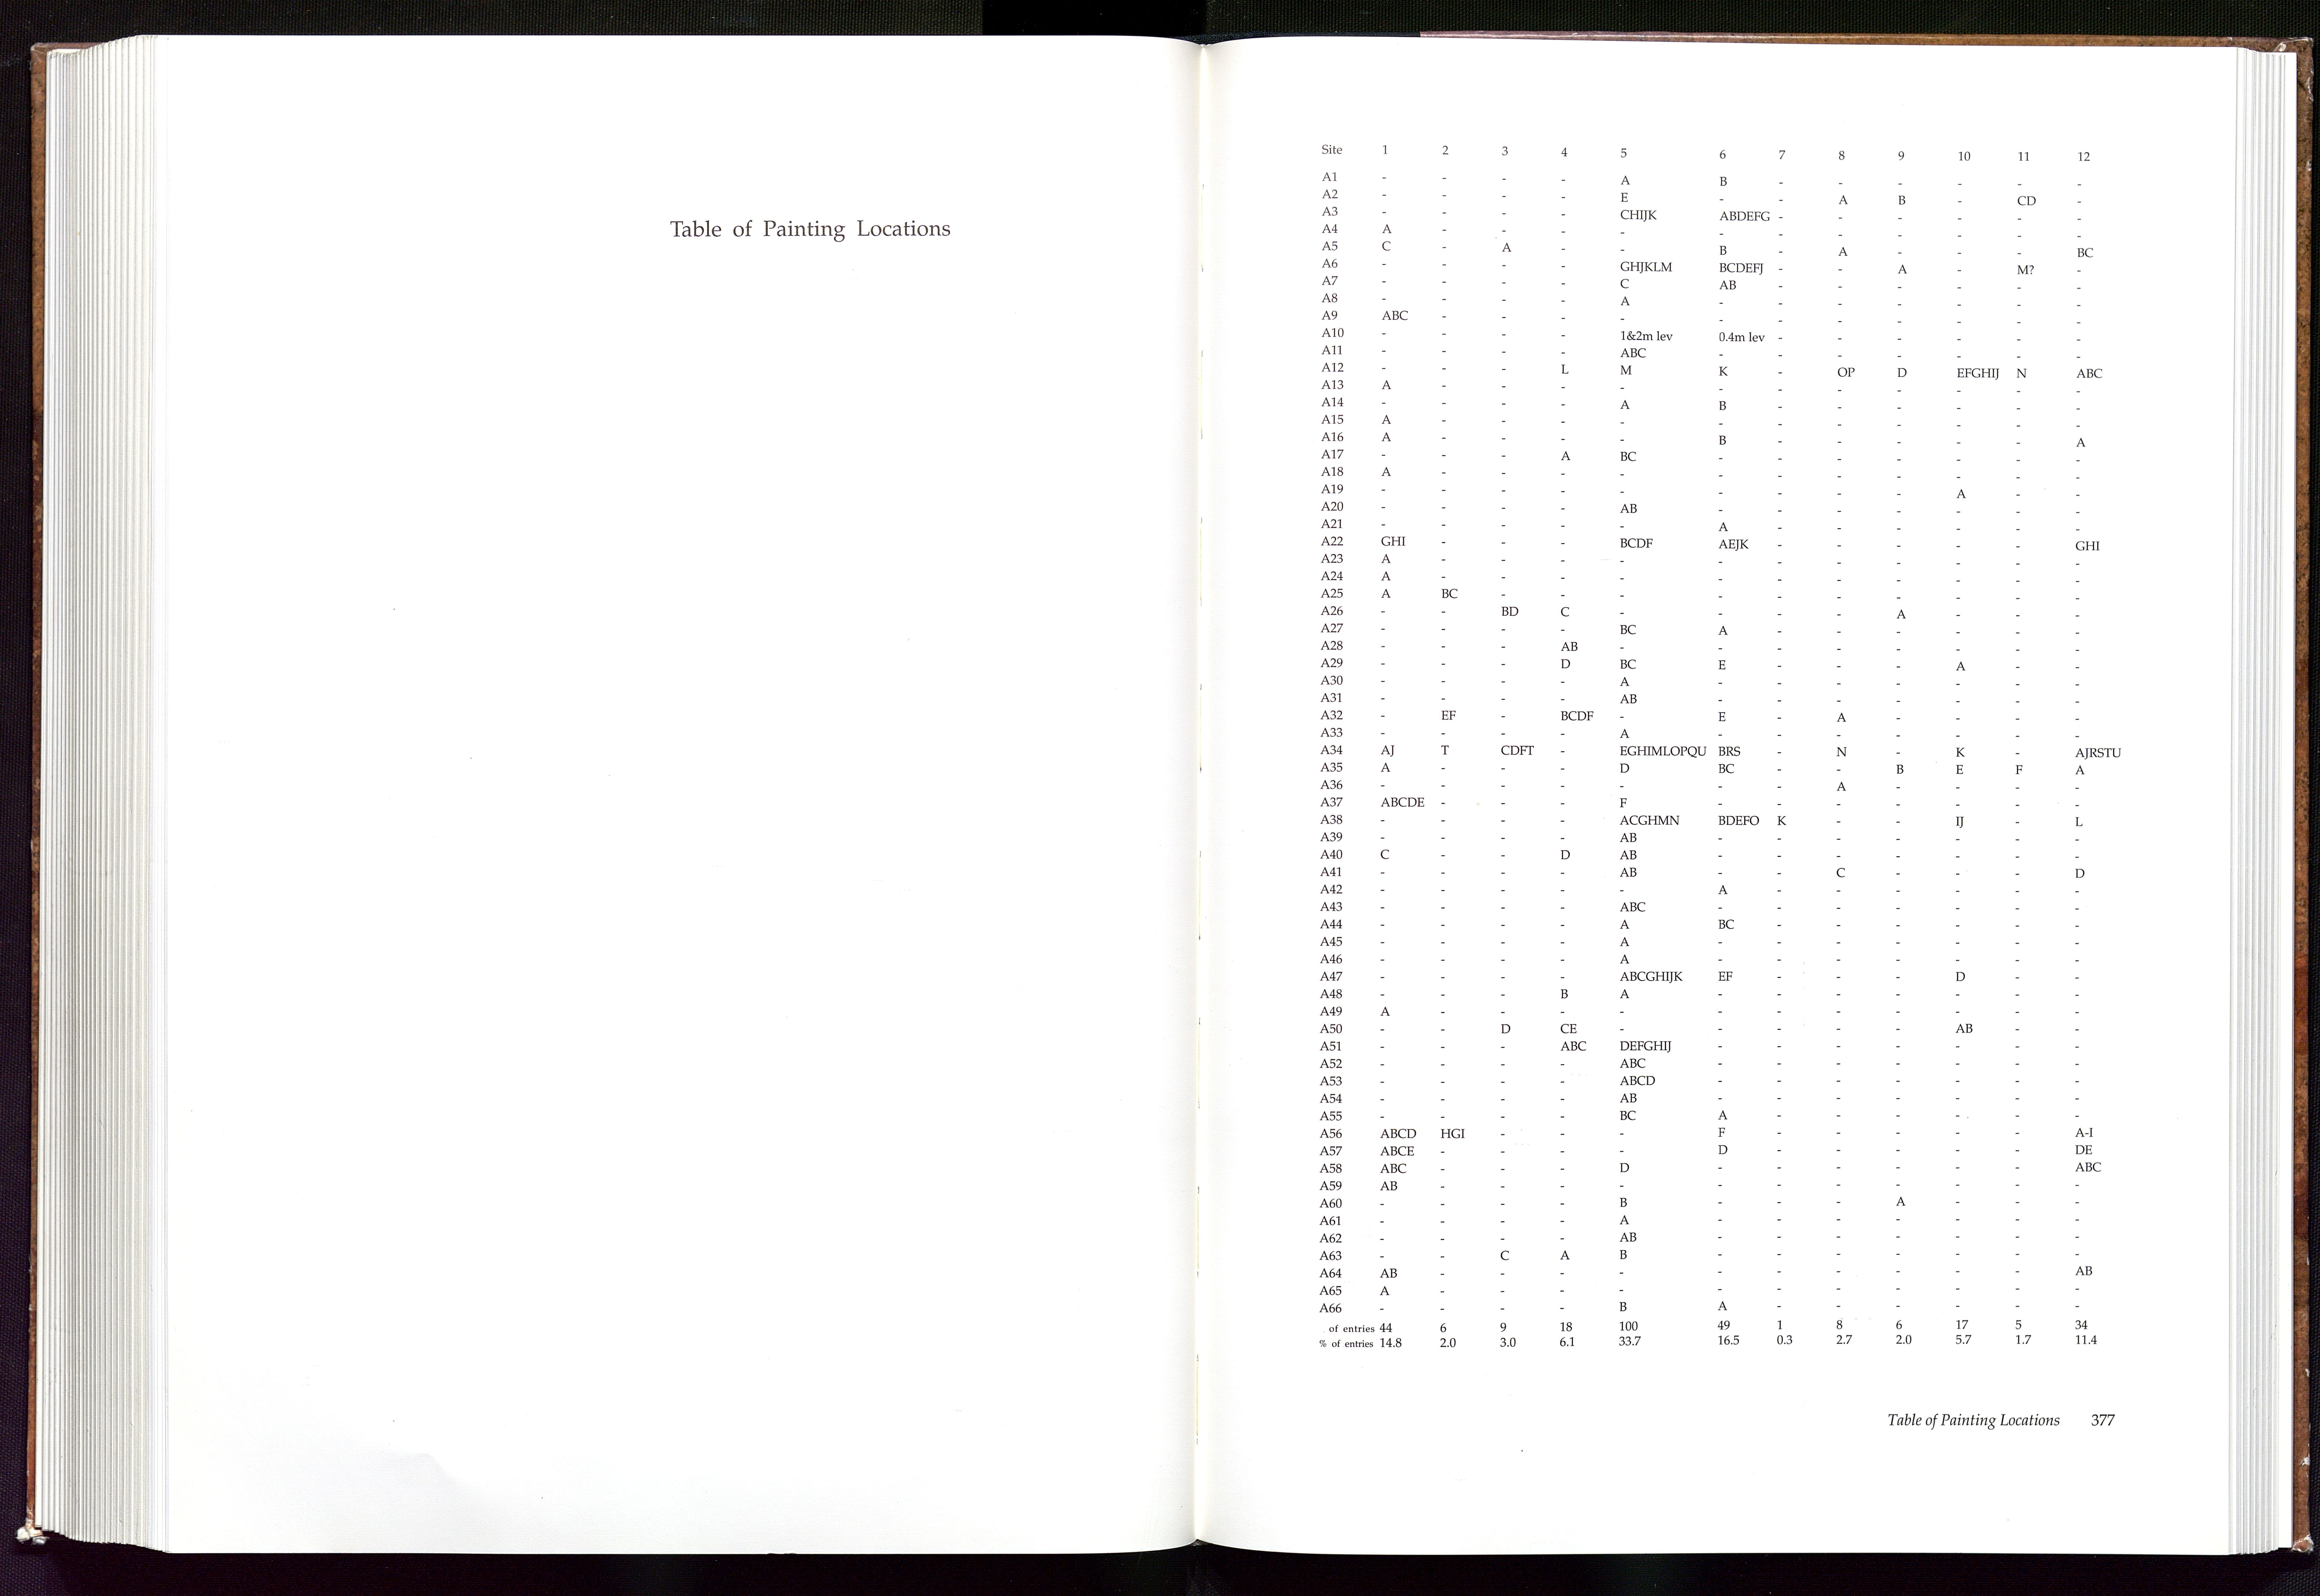 Table of Painting Locations
Site 1 2 3 4 5 6 7 8 9 10 11 12
A1 - - - - A B - - - - - -
A2 - - - - E - - A B - CD -
A3 - - - - CHIJK ABDEFG - - - - - -
A4 A - - - - - - - - - - -
A5 C - A - - B - A - - - BC
A6 - - - - GHJKLM BCDEFJ - - A - M? -
A7 - - - - C AB - - - - - -
A8 - - - - A - - - - - - -
A9 ABC - - - - - - - - - - -
A10 - - - - 1&2m lev 0.4m lev - - - - - -
A11 - - - - ABC - - - - - - -
A12 - - - L M K - OP D EFGHIJ N ABC
A13 A - - - - - - - - - - -
A14 - - - - A B - - - - - -
A15 A - - - - - - - - - - -
A16 A - - - - B - - - - - A
A17 - - - A BC - - - - - - -
A18 A - - - - - - - - - - -
A19 - - - - - - - - - A - -
A20 - - - - AB - - - - - - -
A21 - - - - - A - - - - - -
A22 GHI - - - BCDF AEJK - - - - - GHI
A23 A - - - - - - - - - - -
A24 A - - - - - - - - - - -
A25 A BC - - - - - - - - - -
A26 - - BD C - - - - A - - -
A27 - - - - BC A - - - - - -
A28 - - - AB - - - - - - - -
A29 - - - D BC E - - - A - -
A30 - - - - A - - - - - - -
A31 - - - - AB - - - - - - -
A32 - EF - BCDF - E - A - - - -
A33 - - - - A - - - - - - -
A34 AJ T CDFT - EGHIMLOPQU BRS - N - K - AJRSTU
A35 A - - - D BC - - B E F A
A36 - - - - - - - A - - - -
A37 ABCDE - - - F - - - - - - -
A38 - - - - ACGHMN BDEFO K - - IJ - L
A39 - - - - AB - - - - - - -
A40 C - - D AB - - - - - - -
A41 - - - - AB - - C - - - D
A42 - - - - - A - - - - - -
A43 - - - - ABC - - - - - - -
A44 - - - - A BC - - - - - -
A45 - - - - A - - - - - - -
A46 - - - - A - - - - - - -
A47 - - - - ABCGHIJK EF - - - D - -
A48 - - - B A - - - - - - -
A49 A - - - - - - - - - - -
A50 - - D CE - - - - - AB - -
A51 - - - ABC DEFGHIJ - - - - - - -
A52 - - - - ABC - - - - - - -
A53 - - - - ABCD - - - - - - -
A54 - - - - AB - - - - - - -
A55 - - - - BC A - - - - - -
A56 ABCD HGI - - - F - - - - - A-I
A57 ABCE - - - - D - - - - - DE
A58 ABC - - - D - - - - - - ABC
A59 AB - - - - - - - - - - -
A60 - - - - B - - - A - - -
A61 - - - - A - - - - - - -
A62 - - - - AB - - - - - - -
A63 - - C A B - - - - - - -
A64 AB - - - - - - - - - - AB
A65 A - - - - - - - - - - -
A66 - - - - B A - - - - - -
of entries 44 6 9 18 100 49 1 8 6 17 5 34
% of entries 14.8 2.0 3.0 6.1 33.7 16.5 0.3 2.7 2.0 5.7 1.7 11.4
Table of Painting Locations 377